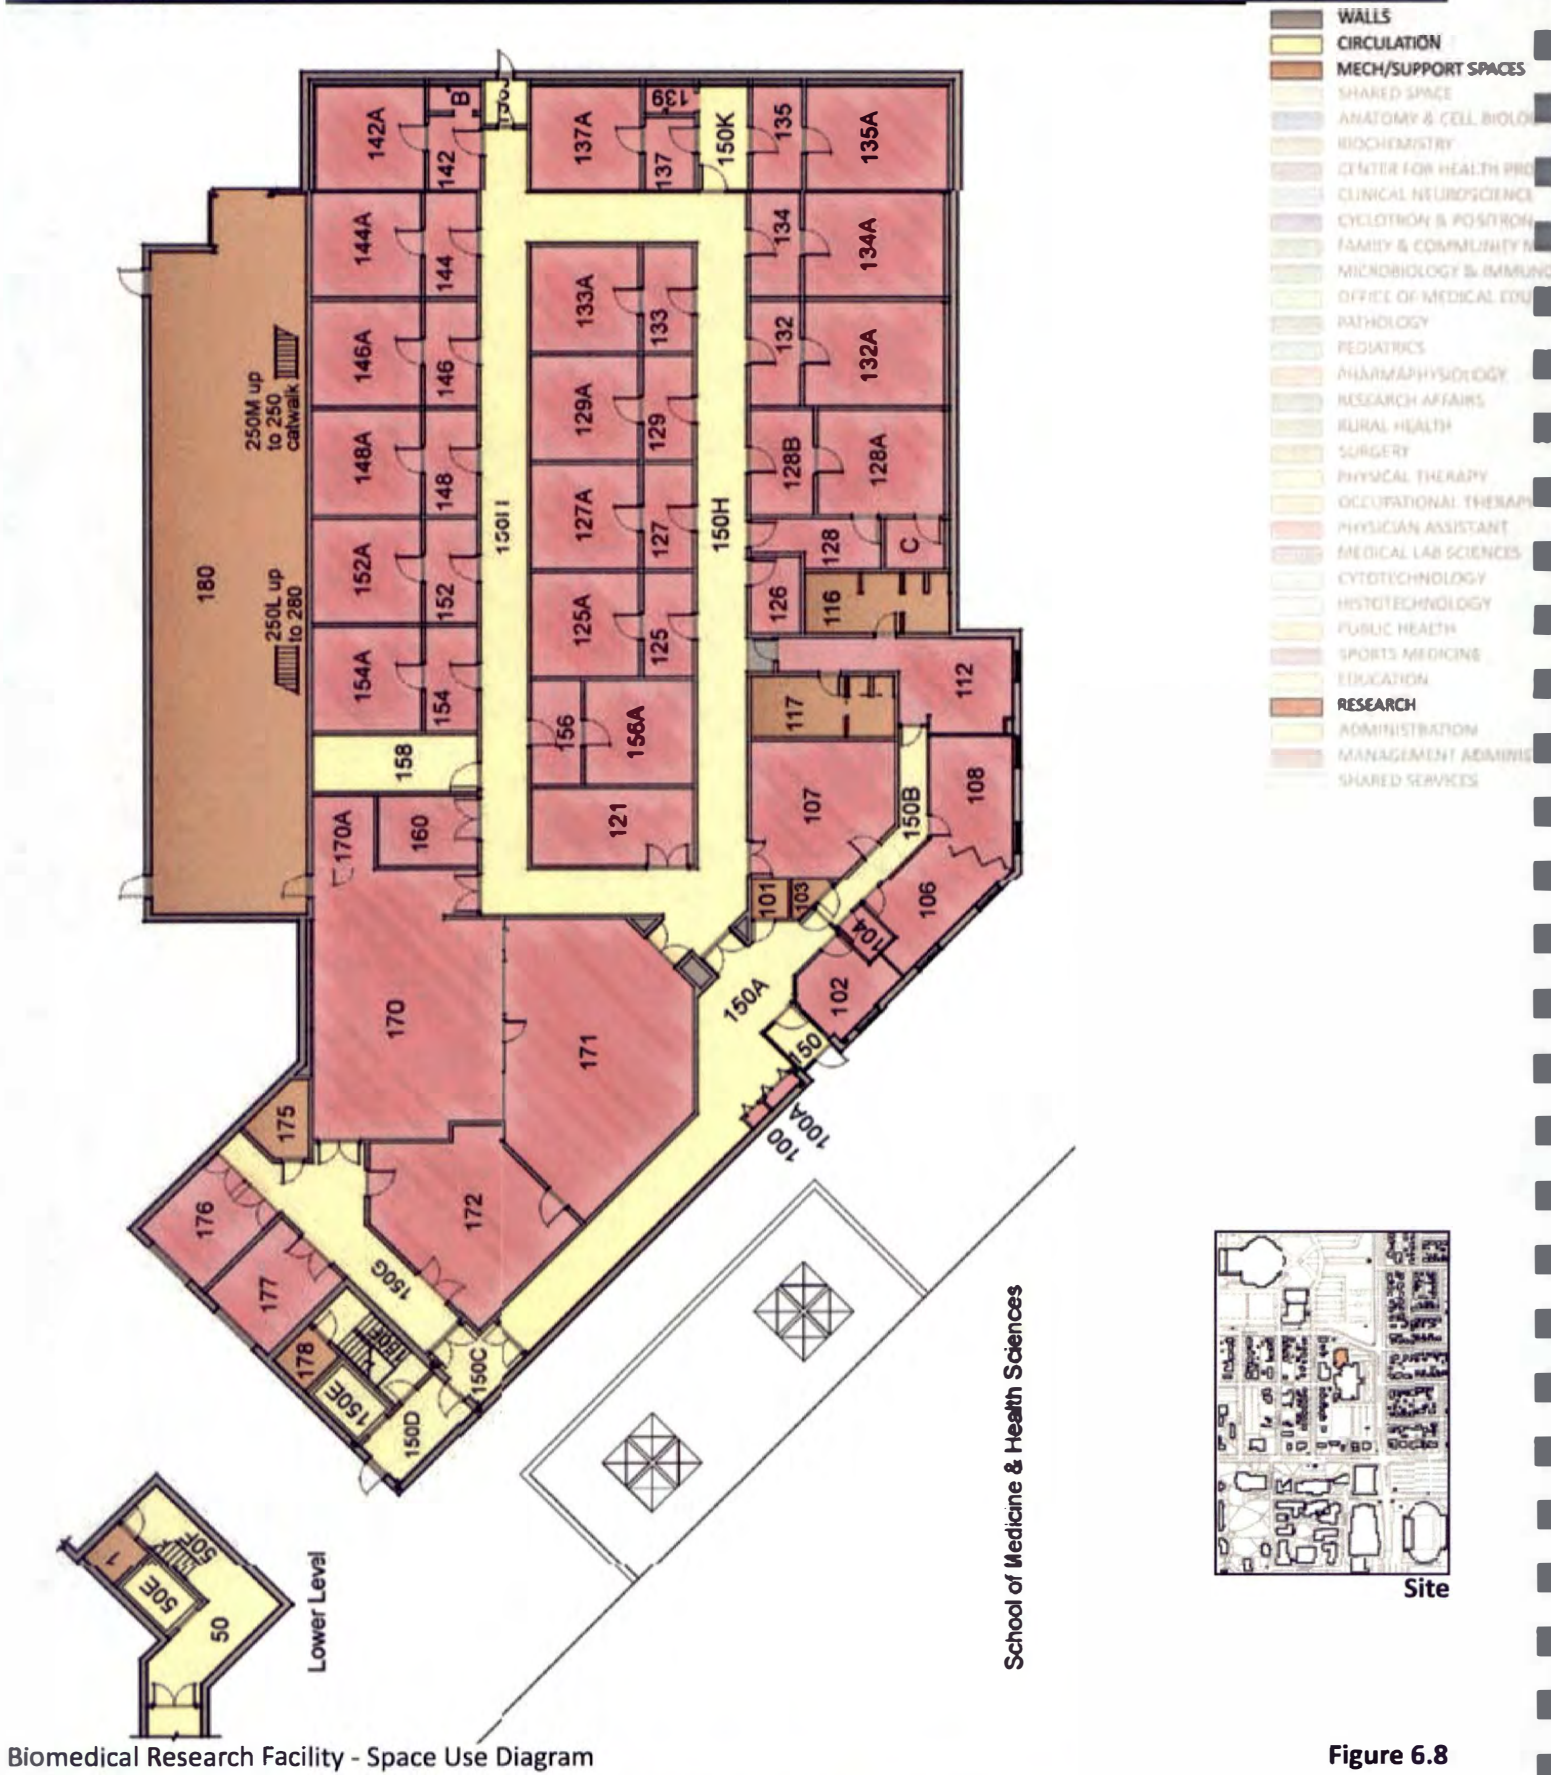 WALLS
CIRCULATION
MECH/SUPPORT SPACES
SHARED SPACE
ANATOMY & CELL BIOLO
BIOCHEMISTRY
CENTER FOR HEALTH PRO
CLINICAL NEUROSCIENCE
CYCLOTRON & POSITRON
FAMILY & COMMUNITY M
MICROBIOLOGY & IMMUNO
OFFICE OF MEDICAL EDU
PATHOLOGY
PEDIATRICS
PHARMAPHYSIOLOGY
RESEARCH AFFAIRS
RURAL HEALTH
SURGERY
PHYSICAL THERAPY
OCCUPATIONAL THERAPY
PHYSICIAN ASSISTANT
MEDICAL LAB SCIENCES
CYTOTECHNOLOGY
HISTOTECHNOLOGY
PUBLIC HEALTH
SPORTS MEDICINE
EDUCATION
RESEARCH
ADMINISTRATION
MANAGEMENT ADMINIS
SHARED SERVICES
142A
B
142
137A
139
137
150K
135
135A
144A
144
134
134A
133A
133
146A
146
132
132A
250M up
to 250
catwalk
129A
129
148A
148
128B
128A
127A
127
150H
128
C
180
152A
152
250L up
to 280
125A
125
126
116
154A
154
112
156
156A
117
158
108
170A
160
121
107
150B
101
103
106
104
170
171
150A
102
150
100
100A
175
176
172
177
150G
178
150E
150C
150D
1
50F
50E
50
Lower Level
School of Medicine & Health Sciences
Site
Biomedical Research Facility - Space Use Diagram
Figure 6.8